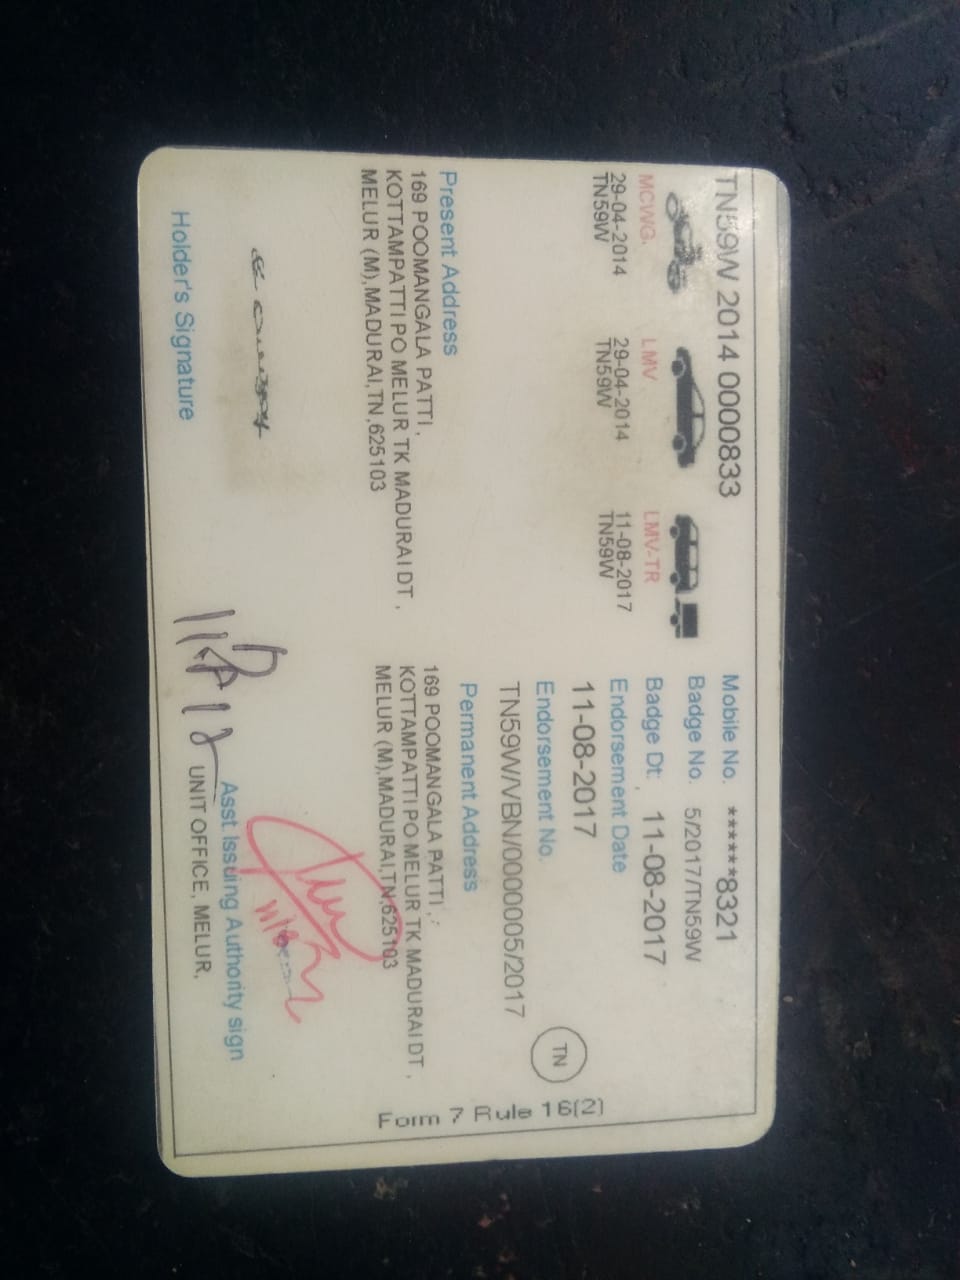 TN59W 2014 0000833
MCWG.
29-04-2014
TN59W
LMV
29-04-2014
TN59W
LMV-TR
11-08-2017
TN59W
Mobile No. *******8321
Badge No. 5/2017/TN59W
Badge Dt: 11-08-2017
Endorsement Date
11-08-2017
Endorsement No.
TN59W/VBN/0000005/2017
TN
Form 7 Rule 16(2)
Present Address
169 POOMANGALA PATTI,
KOTTAMPATTI PO MELUR TK MADURAI DT ,
MELUR (M),MADURAI,TN,625103
Permanent Address
169 POOMANGALA PATTI ,
KOTTAMPATTI PO MELUR TK MADURAI DT ,
MELUR (M),MADURAI,TN,625103
Holder's Signature
Asst Issuing Authority sign
UNIT OFFICE, MELUR,